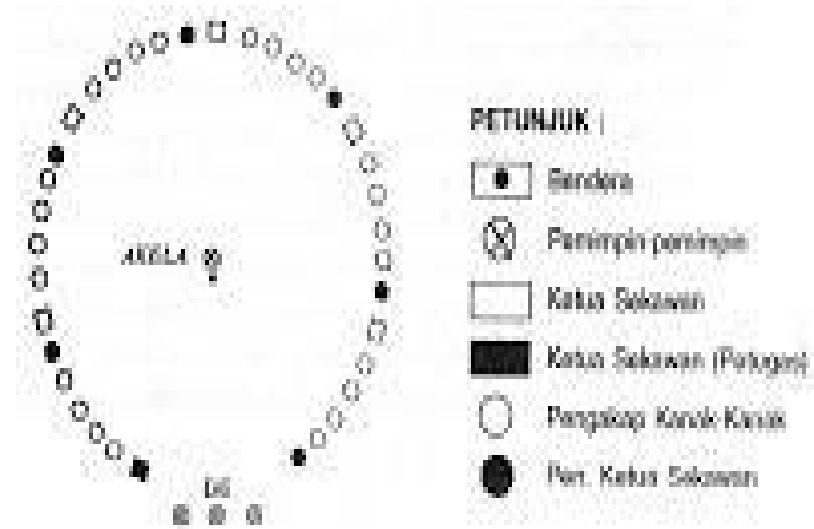 AKELA
PETUNJUK :
Bendera
Pemimpin pemimpin
Ketua Sekawan
Ketua Sekawan (Petugas)
Pengakap Kanak-Kanak
Pen. Ketua Sekawan